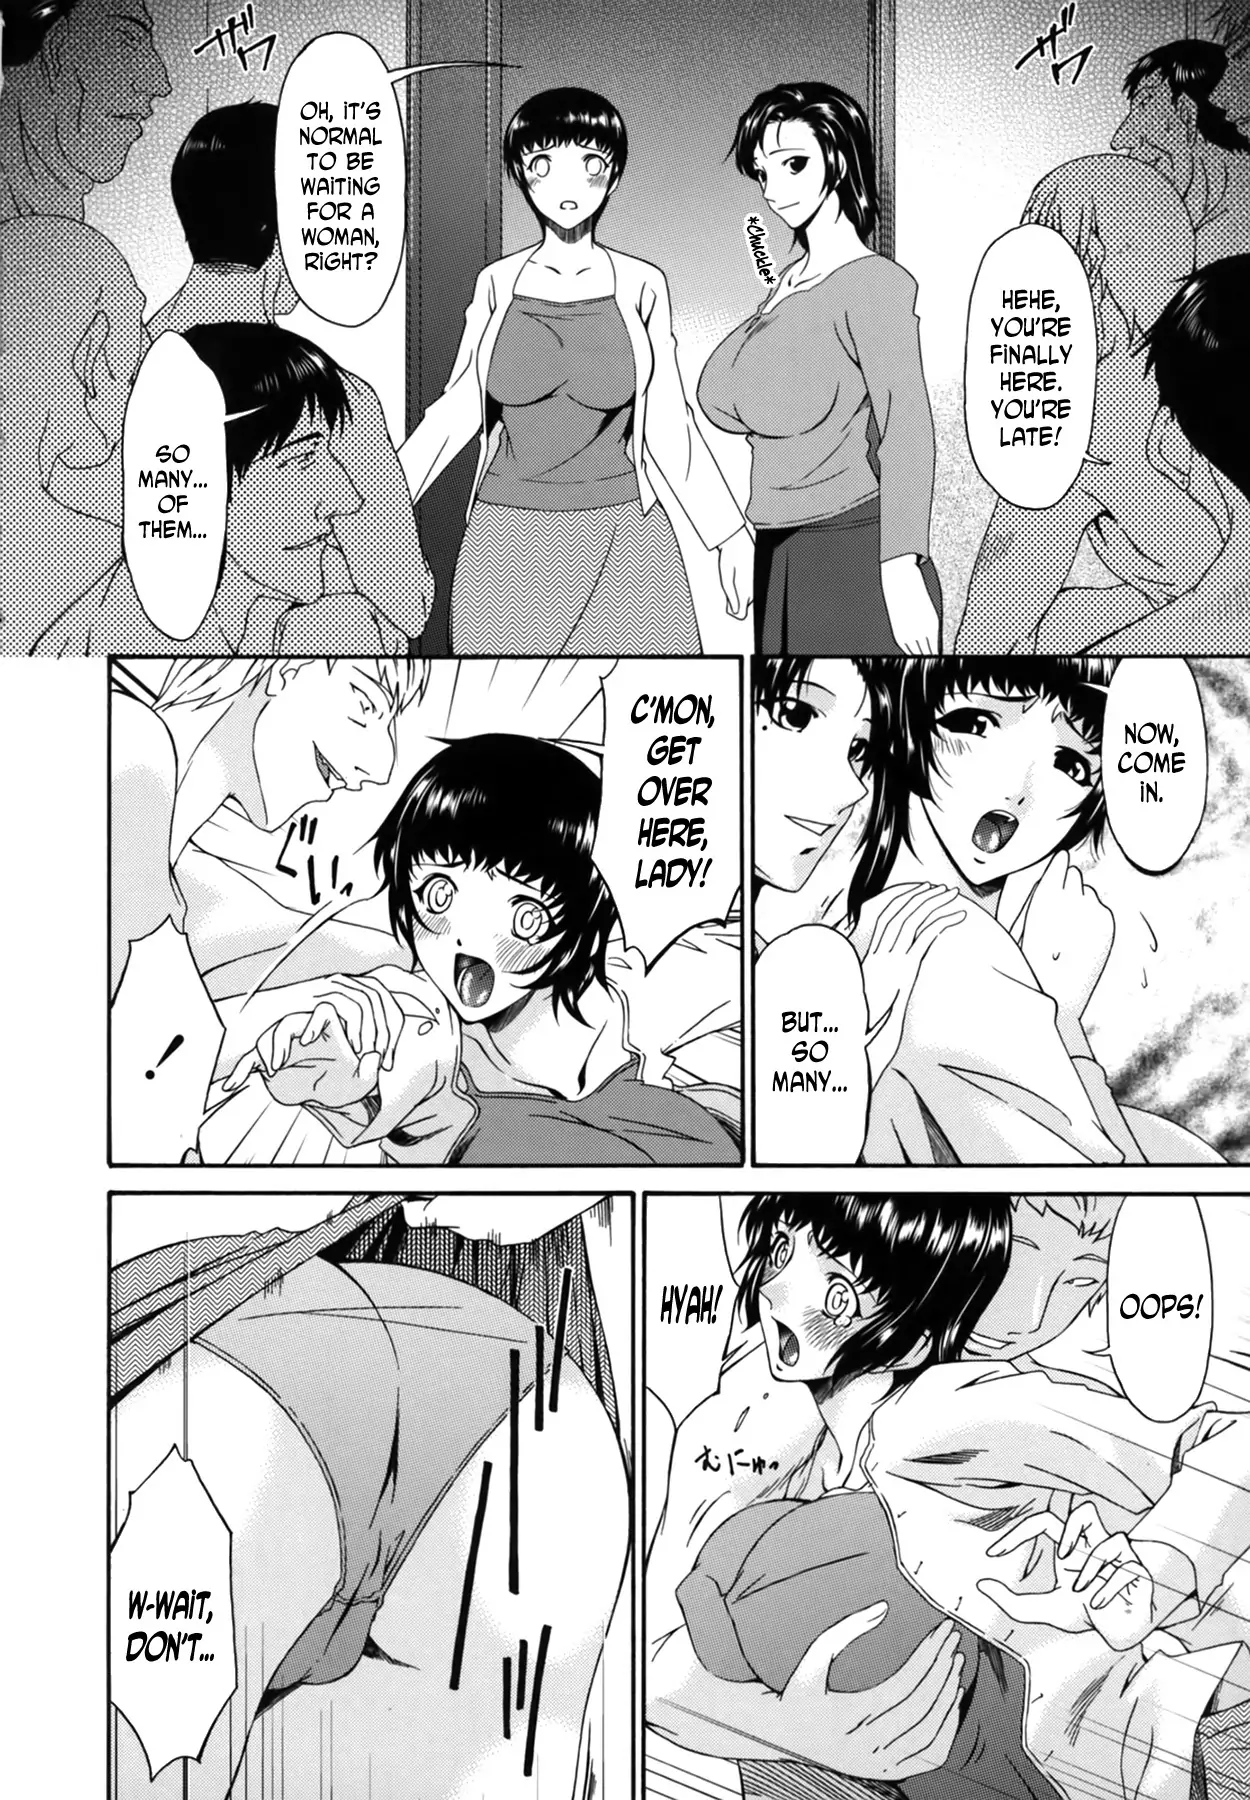 ザワ
HEHE,
YOU'RE
FINALLY
HERE.
YOU'RE
LATE!
*Chuckle*
OH, IT'S
NORMAL
TO BE
WAITING
FOR A
WOMAN,
RIGHT?
ザワ
SO
MANY...
OF
THEM...
NOW,
COME
IN.
BUT...
SO
MANY...
C'MON,
GET
OVER
HERE,
LADY!
!
OOPS!
HYAH!
むにゅっ
W-WAIT,
DON'T...